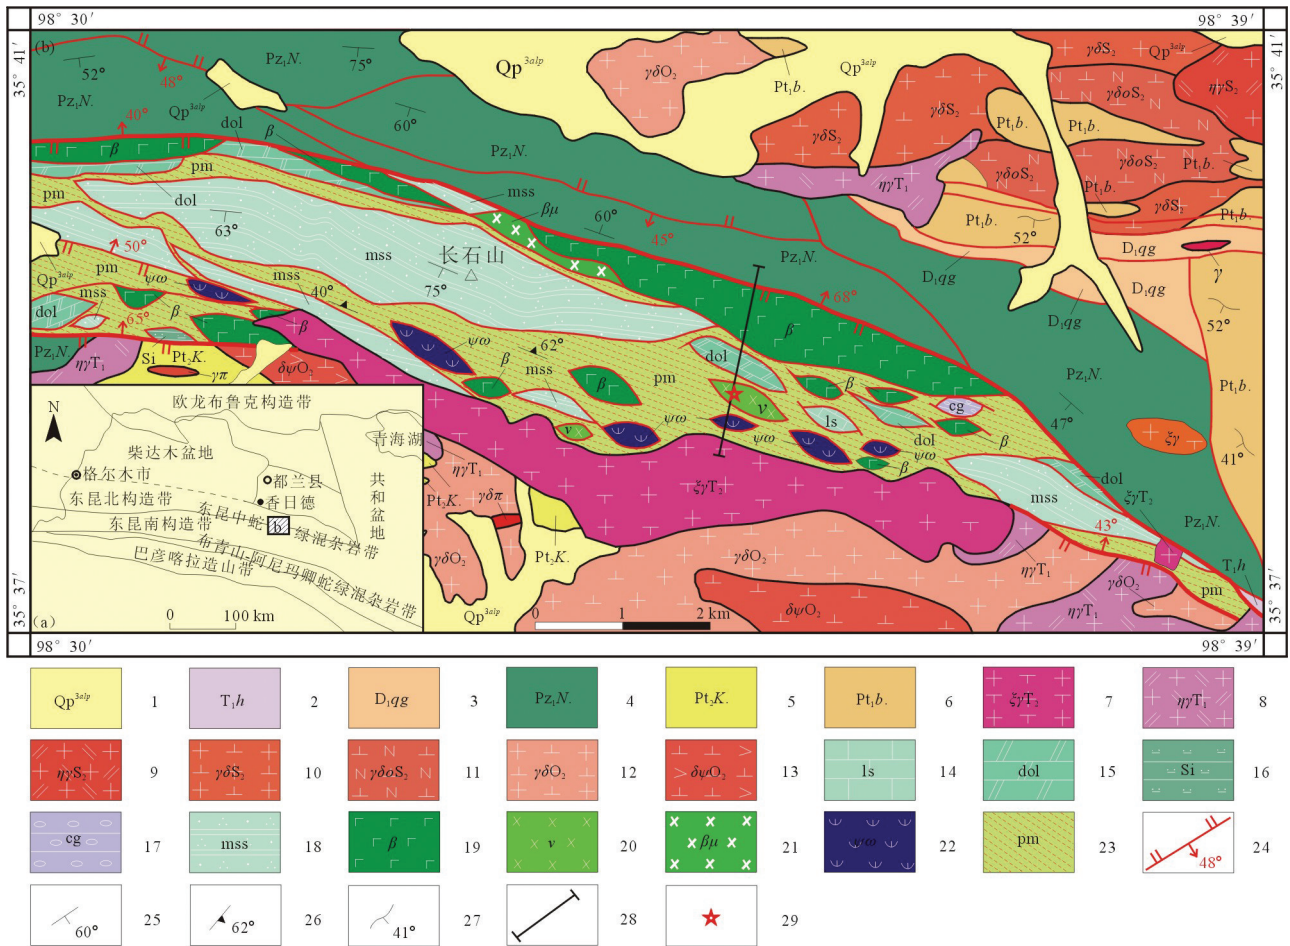 98° 30′
98° 39′
35° 41′
35° 41′
(b)
52°
48°
Pz₁N.
75°
Qp³ᵃˡᵖ
γδO₂
Pt₁b.
Qp³ᵃˡᵖ
γδS₂
Qp³ᵃˡᵖ
ηγS₂
Pz₁N.
40°
Qp³ᵃˡᵖ
60°
γδS₂
γδoS₂
Pt₁b.
dol
β
β
Pz₁N.
Pt₁b.
γδoS₂
Pt₁b.
pm
dol
pm
mss
βμ
ηγT₁
Pt₁b.
γδS₂
63°
60°
45°
Pt₁b.
52°
Pt₁b.
50°
mss
长石山
Pz₁N.
D₁qg
D₁qg
γ
Qp³ᵃˡᵖ
pm
ψω
mss
40°
75°
68°
D₁qg
D₁qg
52°
mss
dol
65°
β
β
ψω
62°
β
β
Pz₁N.
ηγT₁
Si
Pt₂K.
γπ
δψO₂
β
mss
β
pm
dol
β
cg
Pz₁N.
Pt₁b.
ν
ψω
ν
ψω
ls
dol
ψω
β
β
47°
ξγ
41°
N
欧龙布鲁克构造带
青海湖
柴达木盆地
格尔木市
都兰县
香日德
共和盆地
东昆北构造带
东昆南构造带
东昆中蛇绿混杂岩带
b
布青山-阿尼玛卿蛇绿混杂岩带
巴彦喀拉造山带
(a)
0 100 km
ηγT₁
Pt₂K.
γδπ
ξγT₂
mss
dol
ξγT₂
Pz₁N.
43°
γδO₂
Pt₂K.
γδO₂
ηγT₁
γδO₂
T₁h
Qp³ᵃˡᵖ
δψO₂
ηγT₁
pm
0 1 2 km
35° 37′
35° 37′
98° 30′
98° 39′
Qp³ᵃˡᵖ 1 T₁h 2 D₁qg 3 Pz₁N. 4 Pt₂K. 5 Pt₁b. 6 ξγT₂ 7 ηγT₁ 8
ηγS₂ 9 γδS₂ 10 γδoS₂ 11 γδO₂ 12 δψO₂ 13 ls 14 dol 15 Si 16
cg 17 mss 18 β 19 ν 20 βμ 21 ψω 22 pm 23 48° 24
60° 25 62° 26 41° 27 28 29